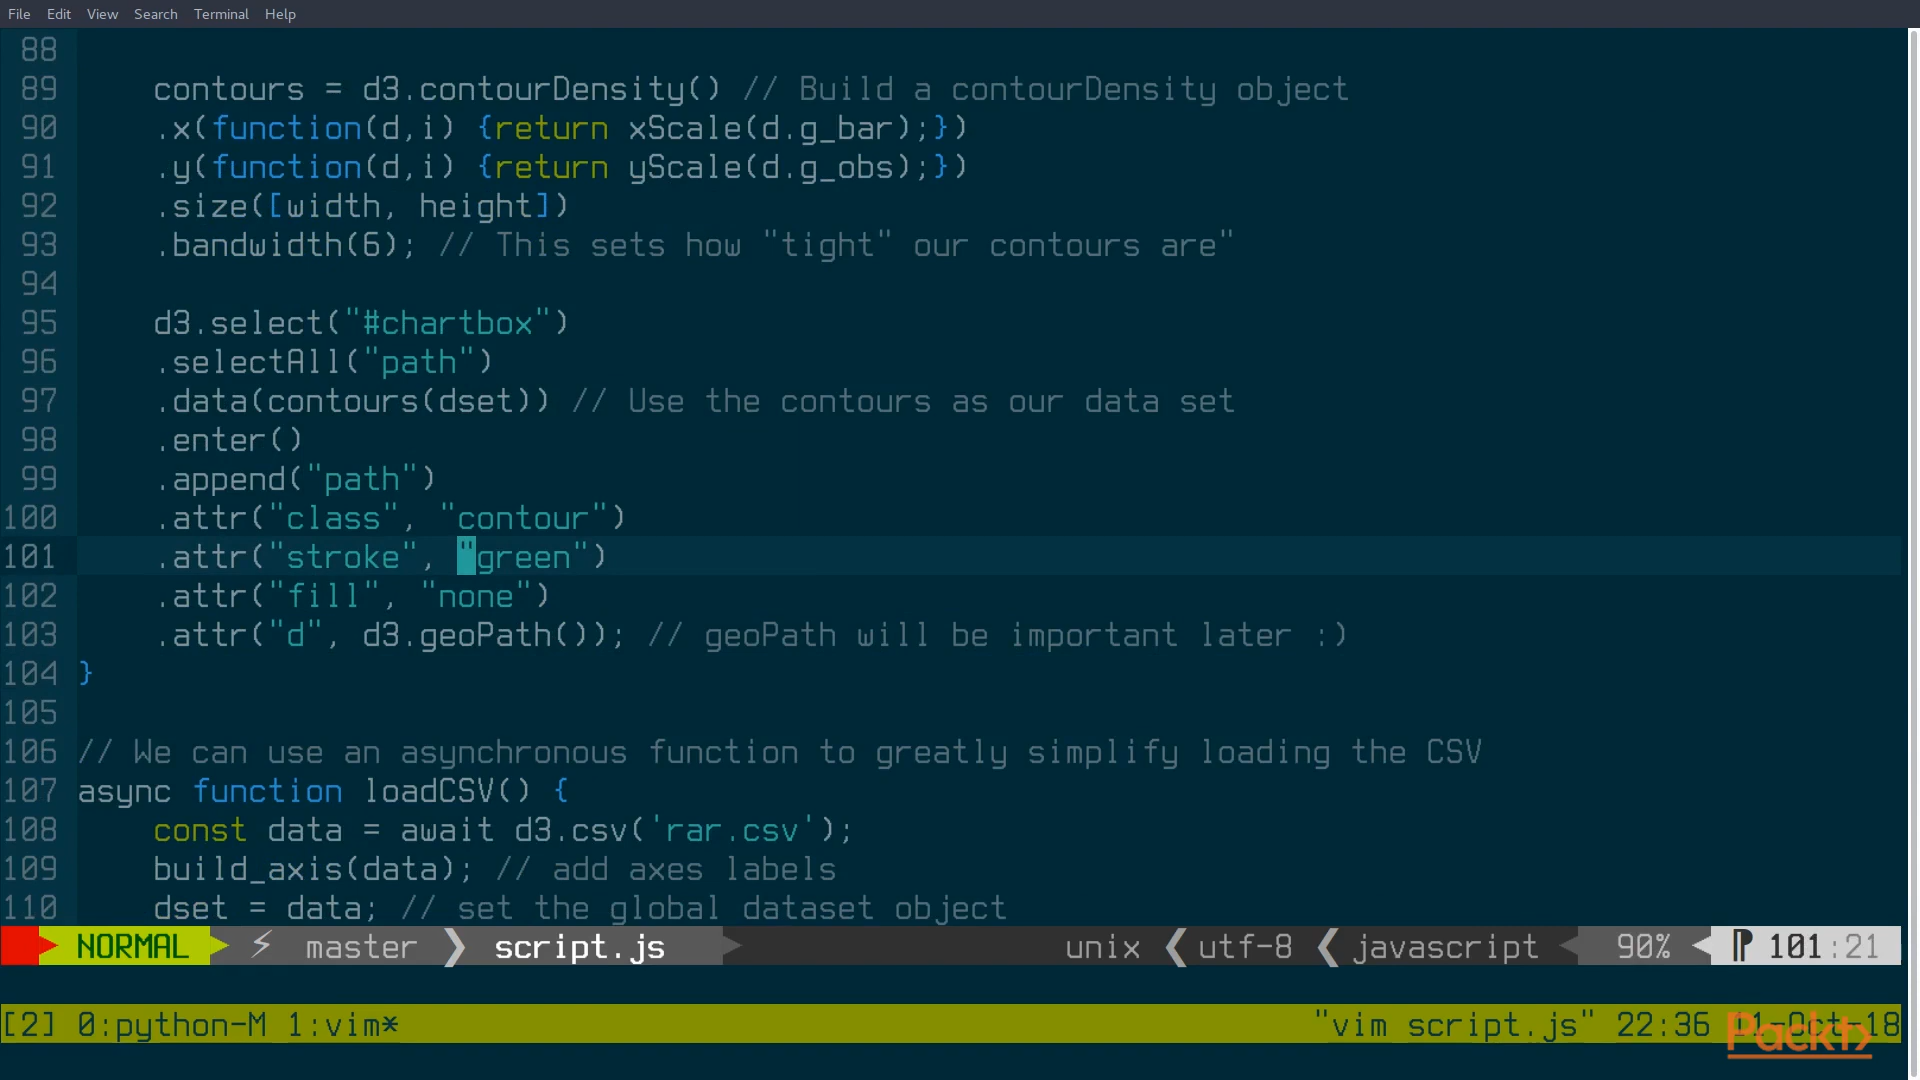 File Edit View Search Terminal Help
88
89 contours = d3.contourDensity() // Build a contourDensity object
90 .x(function(d,i) {return xScale(d.g_bar);})
91 .y(function(d,i) {return yScale(d.g_obs);})
92 .size([width, height])
93 .bandwidth(6); // This sets how "tight" our contours are"
94
95 d3.select("#chartbox")
96 .selectAll("path")
97 .data(contours(dset)) // Use the contours as our data set
98 .enter()
99 .append("path")
100 .attr("class", "contour")
101 .attr("stroke", "green")
102 .attr("fill", "none")
103 .attr("d", d3.geoPath()); // geoPath will be important later :)
104 }
105
106 // We can use an asynchronous function to greatly simplify loading the CSV
107 async function loadCSV() {
108 const data = await d3.csv('rar.csv');
109 build_axis(data); // add axes labels
110 dset = data; // set the global dataset object
NORMAL master script.js unix utf-8 javascript 90% 101:21
[2] 0:python-M 1:vim* "vim script.js" 22:36
Packt>